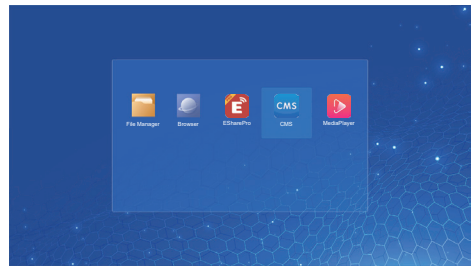 E
CMS
File Manager
Browser
ESharePro
CMS
MediaPlayer